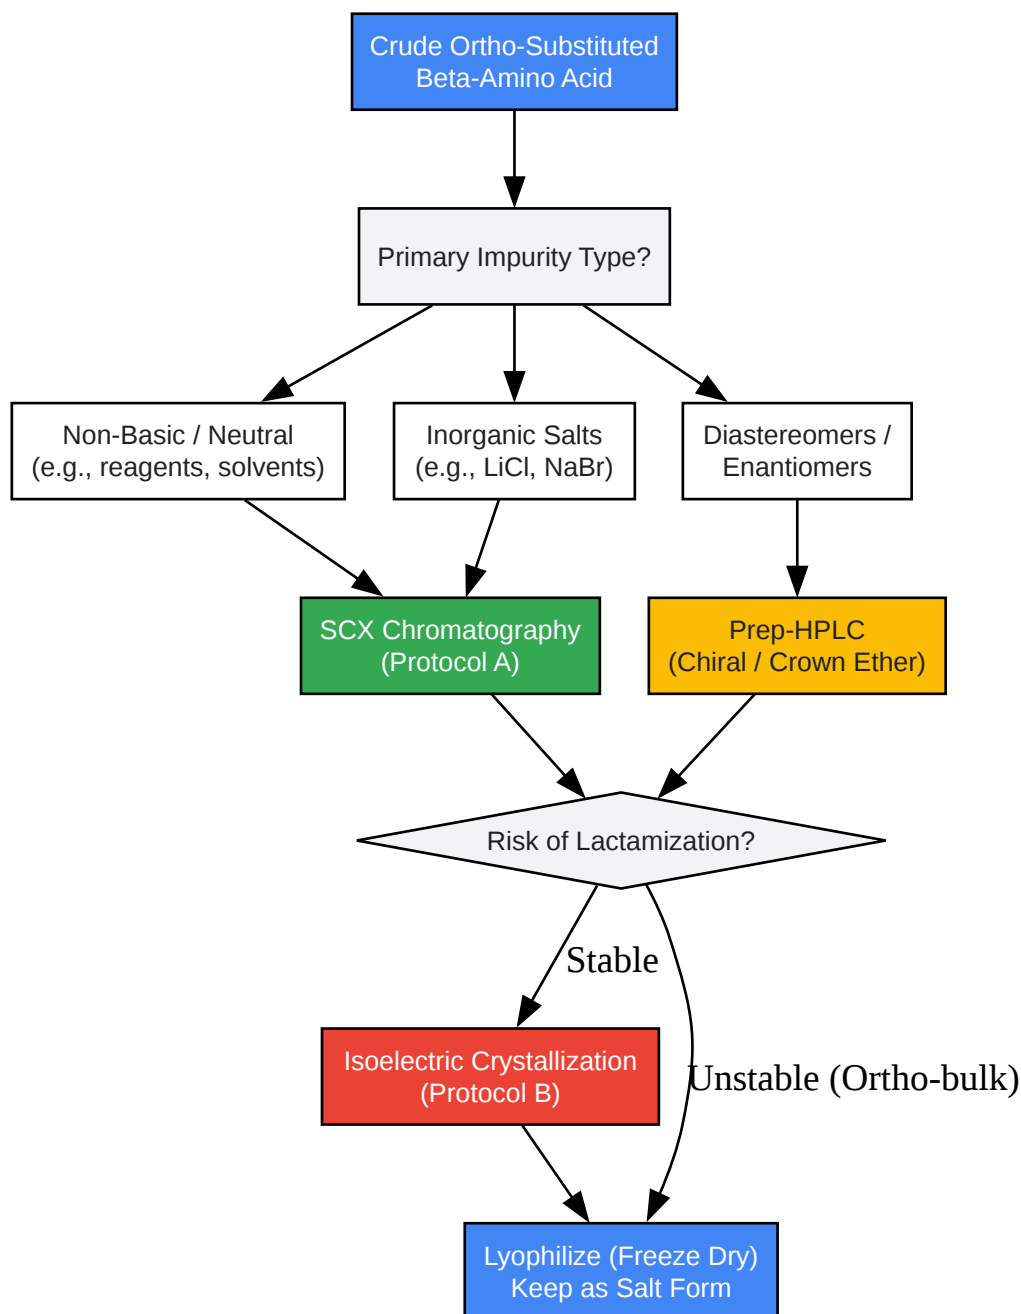 Crude Ortho-Substituted
Beta-Amino Acid
Primary Impurity Type?
Non-Basic / Neutral
(e.g., reagents, solvents)
Inorganic Salts
(e.g., LiCl, NaBr)
Diastereomers /
Enantiomers
SCX Chromatography
(Protocol A)
Prep-HPLC
(Chiral / Crown Ether)
Risk of Lactamization?
Stable
Isoelectric Crystallization
(Protocol B)
Unstable (Ortho-bulk)
Lyophilize (Freeze Dry)
Keep as Salt Form